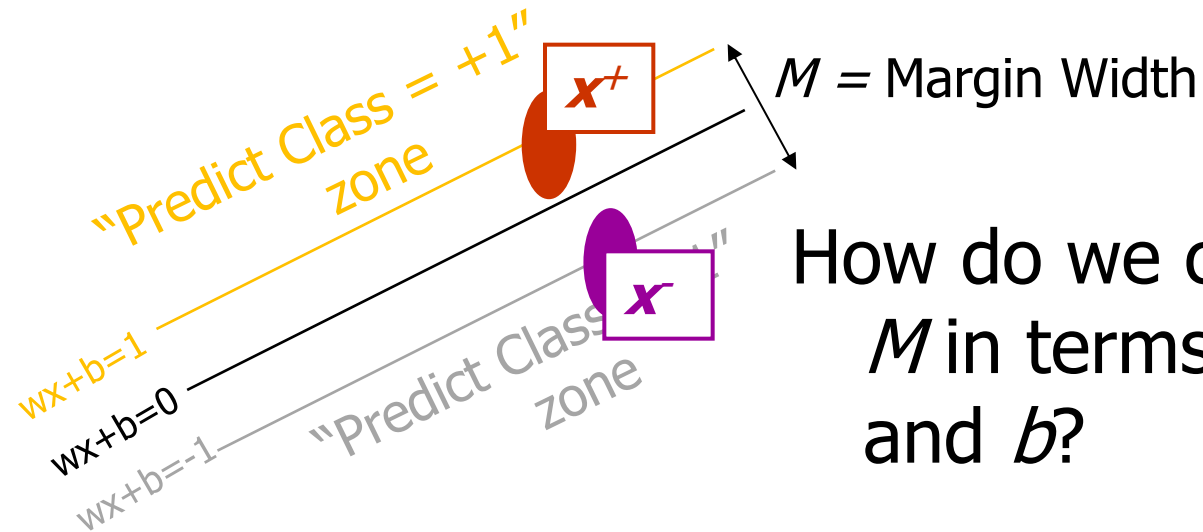 “Predict Class = +1”
zone
x+
M = Margin Width
wx+b=1
wx+b=0
wx+b=-1
x-
“Predict Class
zone
How do we
M in terms
and b?